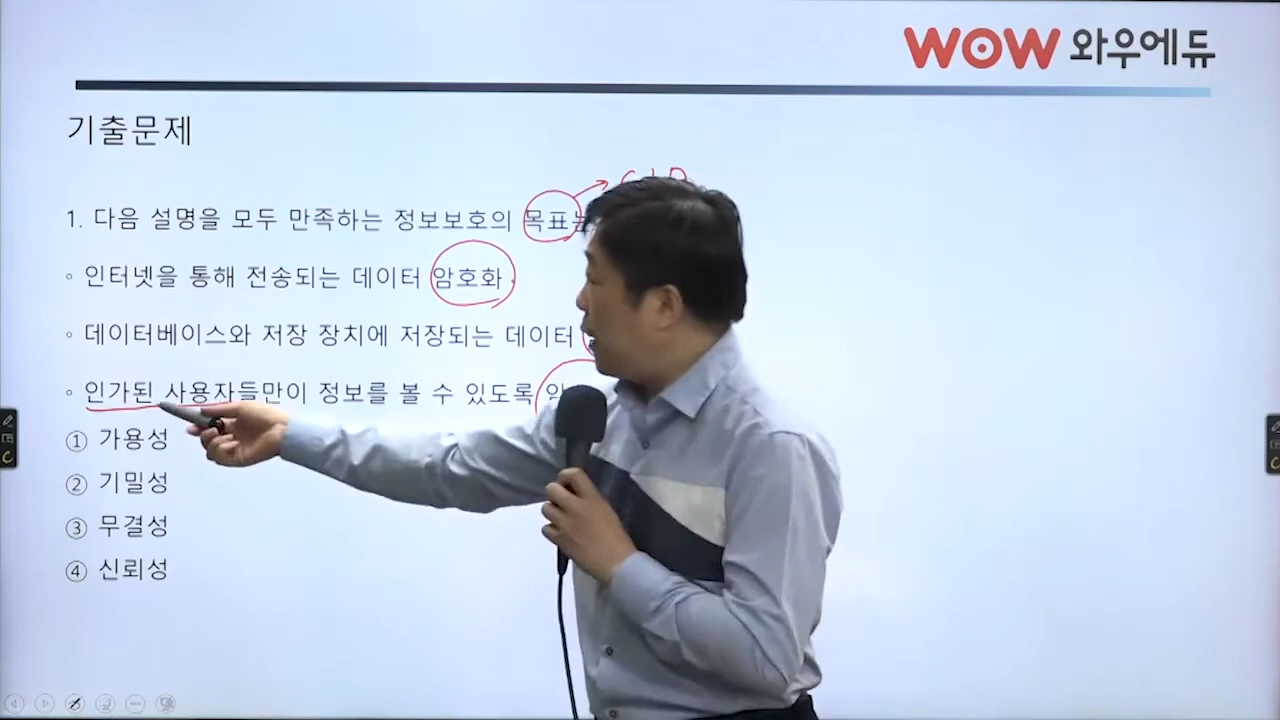 WOW 와우에듀
기출문제
1. 다음 설명을 모두 만족하는 정보보호의 목표는
◦ 인터넷을 통해 전송되는 데이터 암호화
◦ 데이터베이스와 저장 장치에 저장되는 데이터
◦ 인가된 사용자들만이 정보를 볼 수 있도록 암
① 가용성
② 기밀성
③ 무결성
④ 신뢰성